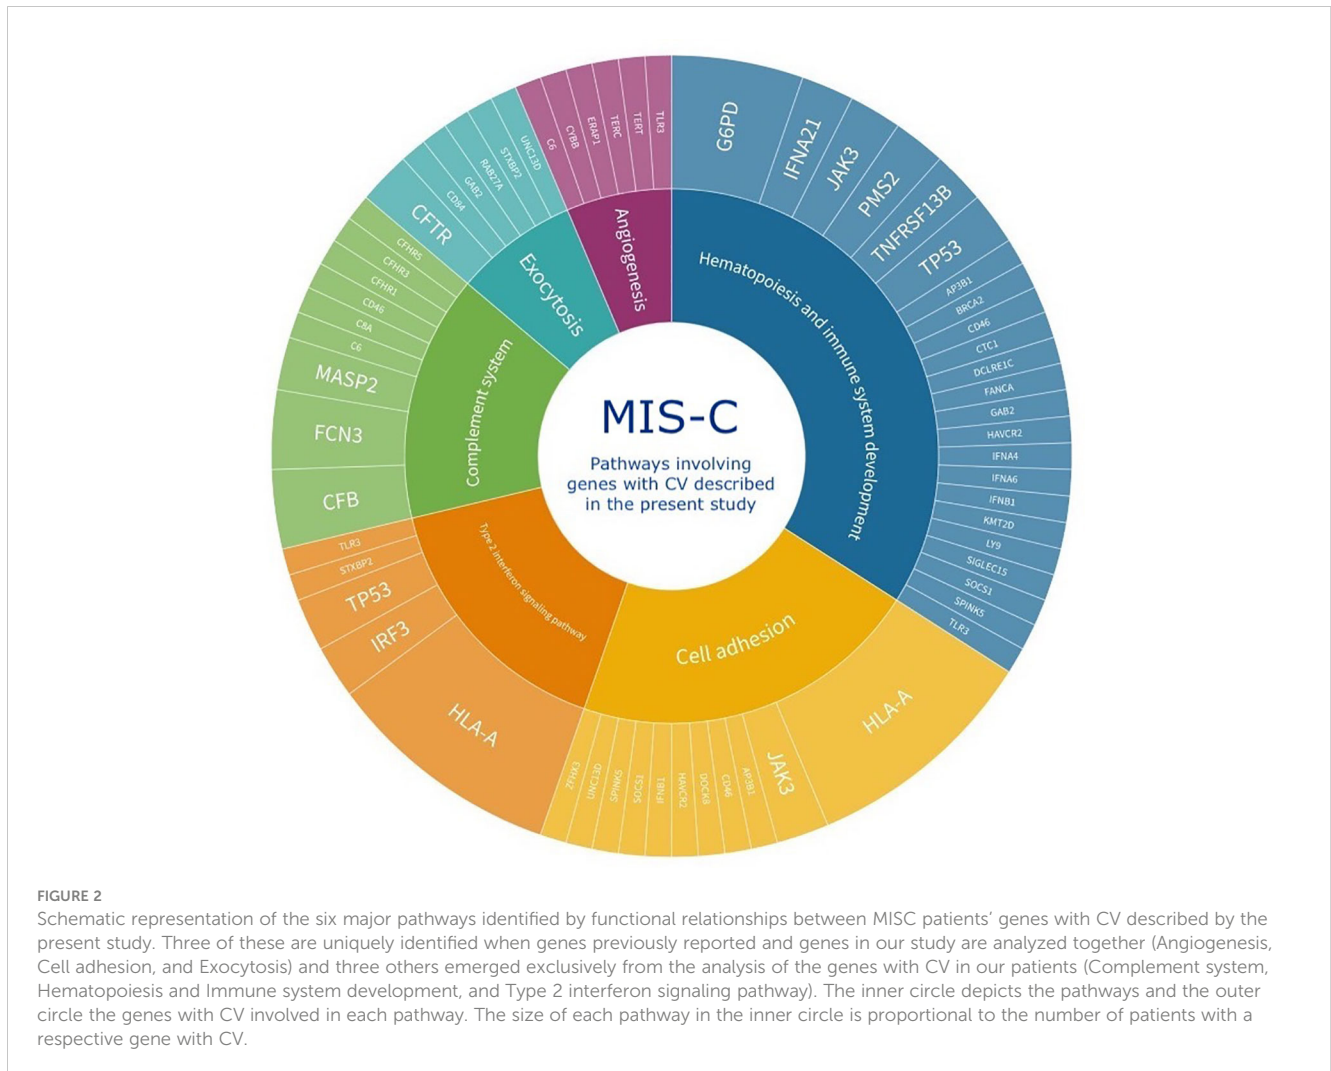 G6PD
IFNA21
JAK3
PMS2
TNFRSF13B
TP53
AP3B1
BRCA2
CD46
CTC1
DCLRE1C
FANCA
GAB2
HAVCR2
IFNA4
IFNA6
IFNB1
KMT2D
LY9
SIGLEC15
SOCS1
SPINK5
TLR3
Hematopoiesis and immune system development
HLA-A
JAK3
AP3B1
CD46
DOCK8
HAVCR2
IFNB1
SOCS1
SPINK5
UNC13D
ZFHX3
Cell adhesion
HLA-A
IRF3
TP53
STXBP2
TLR3
Type 2 interferon signaling pathway
CFB
FCN3
MASP2
C6
C8A
CD46
CFHR1
CFHR3
CFHR5
Complement system
CFTR
CD84
GAB2
RAB27A
STXBP2
UNC13D
Exocytosis
C6
CYBB
ERAP1
TERC
TERT
TLR3
Angiogenesis
MIS-C
Pathways involving
genes with CV described
in the present study
FIGURE 2
Schematic representation of the six major pathways identified by functional relationships between MISC patients' genes with CV described by the
present study. Three of these are uniquely identified when genes previously reported and genes in our study are analyzed together (Angiogenesis,
Cell adhesion, and Exocytosis) and three others emerged exclusively from the analysis of the genes with CV in our patients (Complement system,
Hematopoiesis and Immune system development, and Type 2 interferon signaling pathway). The inner circle depicts the pathways and the outer
circle the genes with CV involved in each pathway. The size of each pathway in the inner circle is proportional to the number of patients with a
respective gene with CV.